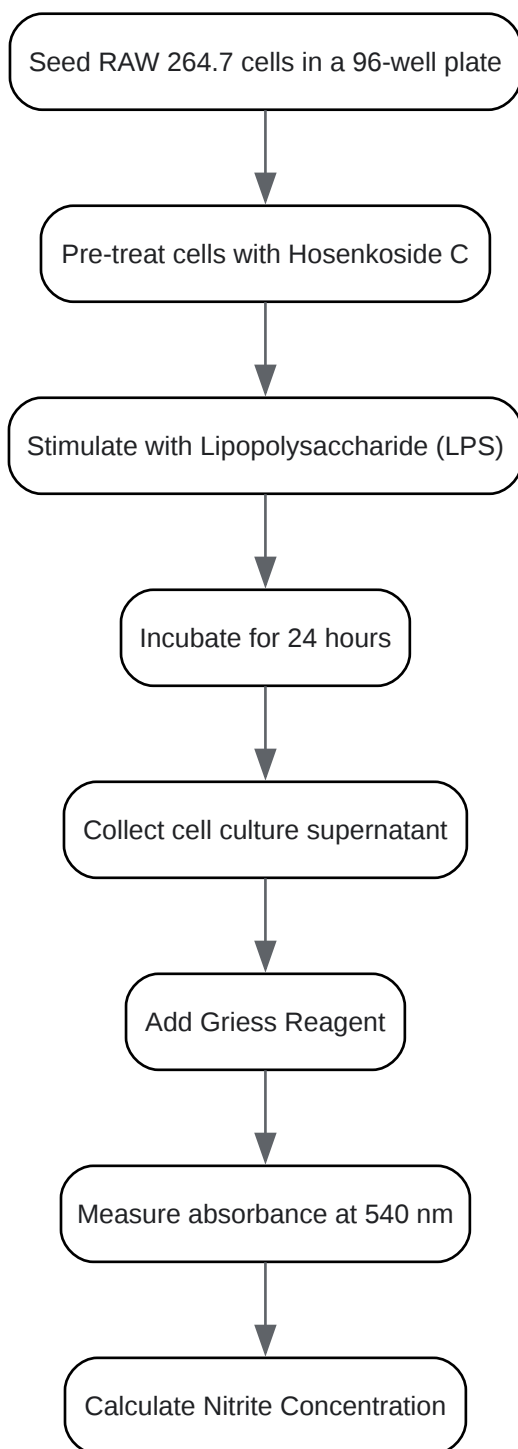 Seed RAW 264.7 cells in a 96-well plate
Pre-treat cells with Hosenkoside C
Stimulate with Lipopolysaccharide (LPS)
Incubate for 24 hours
Collect cell culture supernatant
Add Griess Reagent
Measure absorbance at 540 nm
Calculate Nitrite Concentration